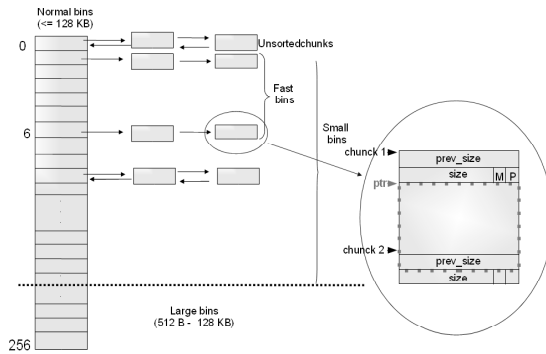 Normal bins
(<= 128 KB)
0
Unsortedchunks
Fast
bins
6
Small
bins
chunck 1
prev_size
size
M
P
ptr
chunck 2
prev_size
size
Large bins
(512 B - 128 KB)
256